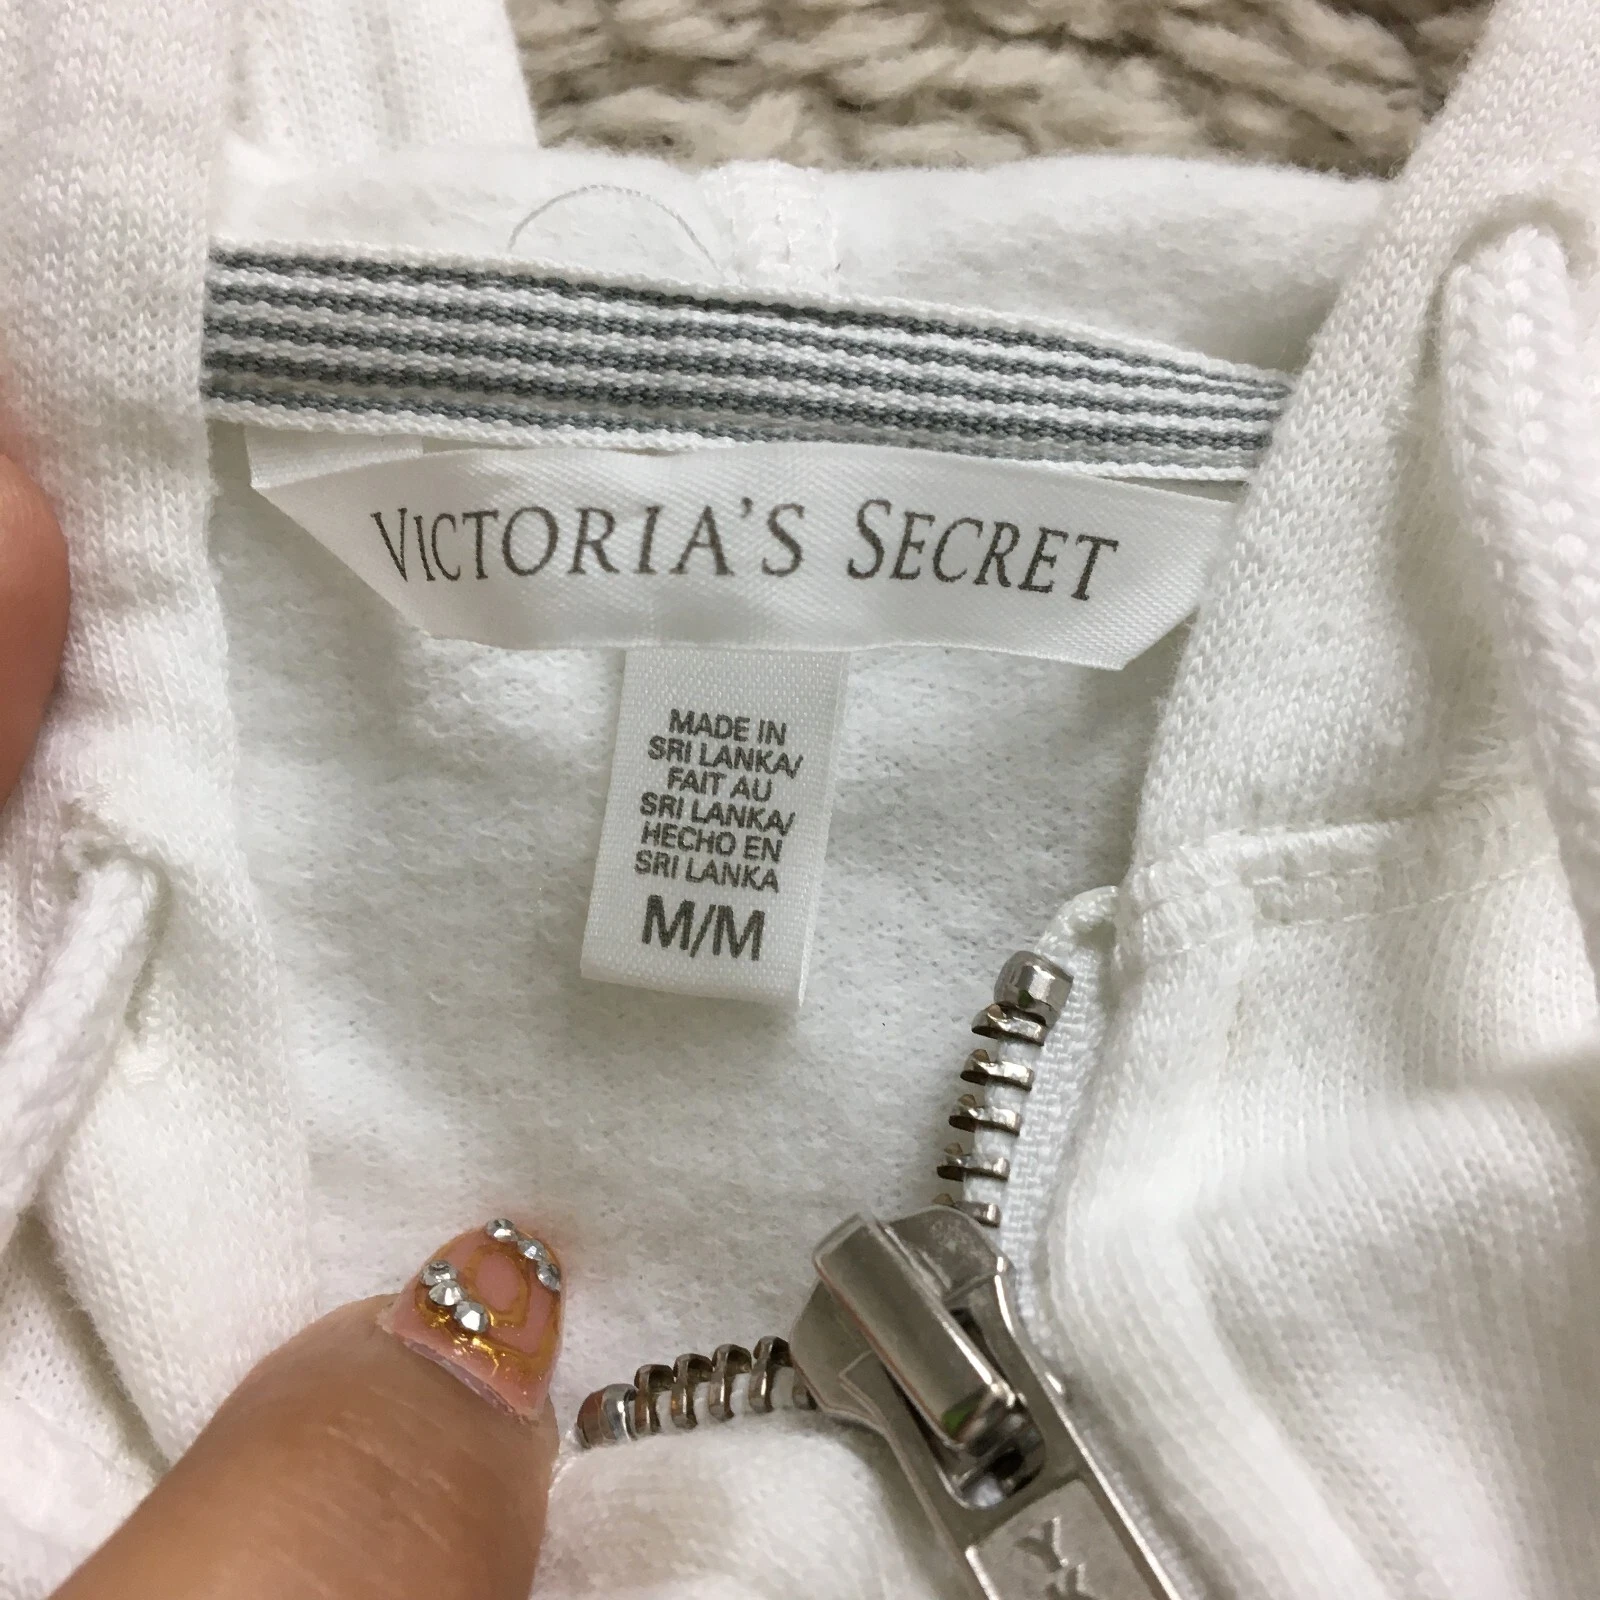 VICTORIA'S SECRET
MADE IN
SRI LANKA/
FAIT AU
SRI LANKA/
HECHO EN
SRI LANKA
M/M